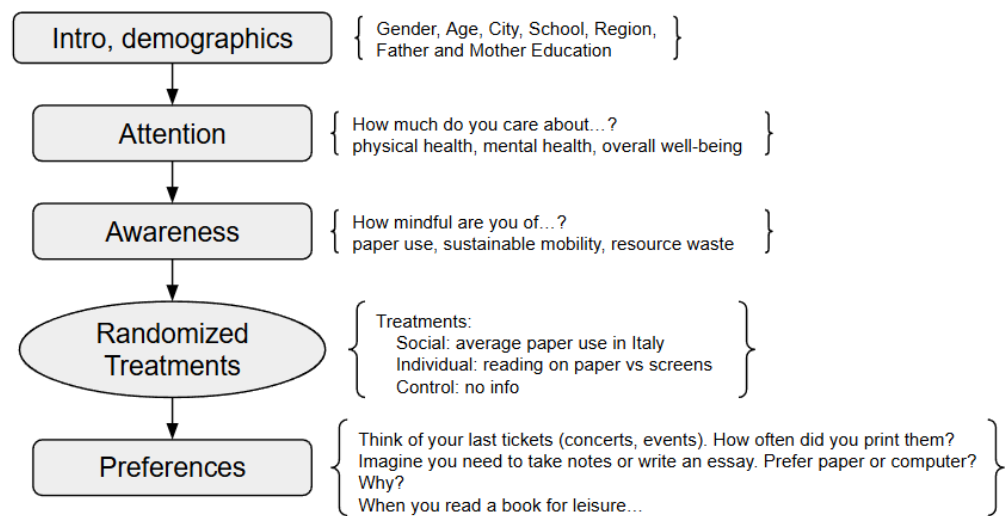 Intro, demographics
Gender, Age, City, School, Region,
Father and Mother Education
Attention
How much do you care about…?
physical health, mental health, overall well-being
Awareness
How mindful are you of…?
paper use, sustainable mobility, resource waste
Randomized
Treatments
Treatments:
Social: average paper use in Italy
Individual: reading on paper vs screens
Control: no info
Preferences
Think of your last tickets (concerts, events). How often did you print them?
Imagine you need to take notes or write an essay. Prefer paper or computer?
Why?
When you read a book for leisure…